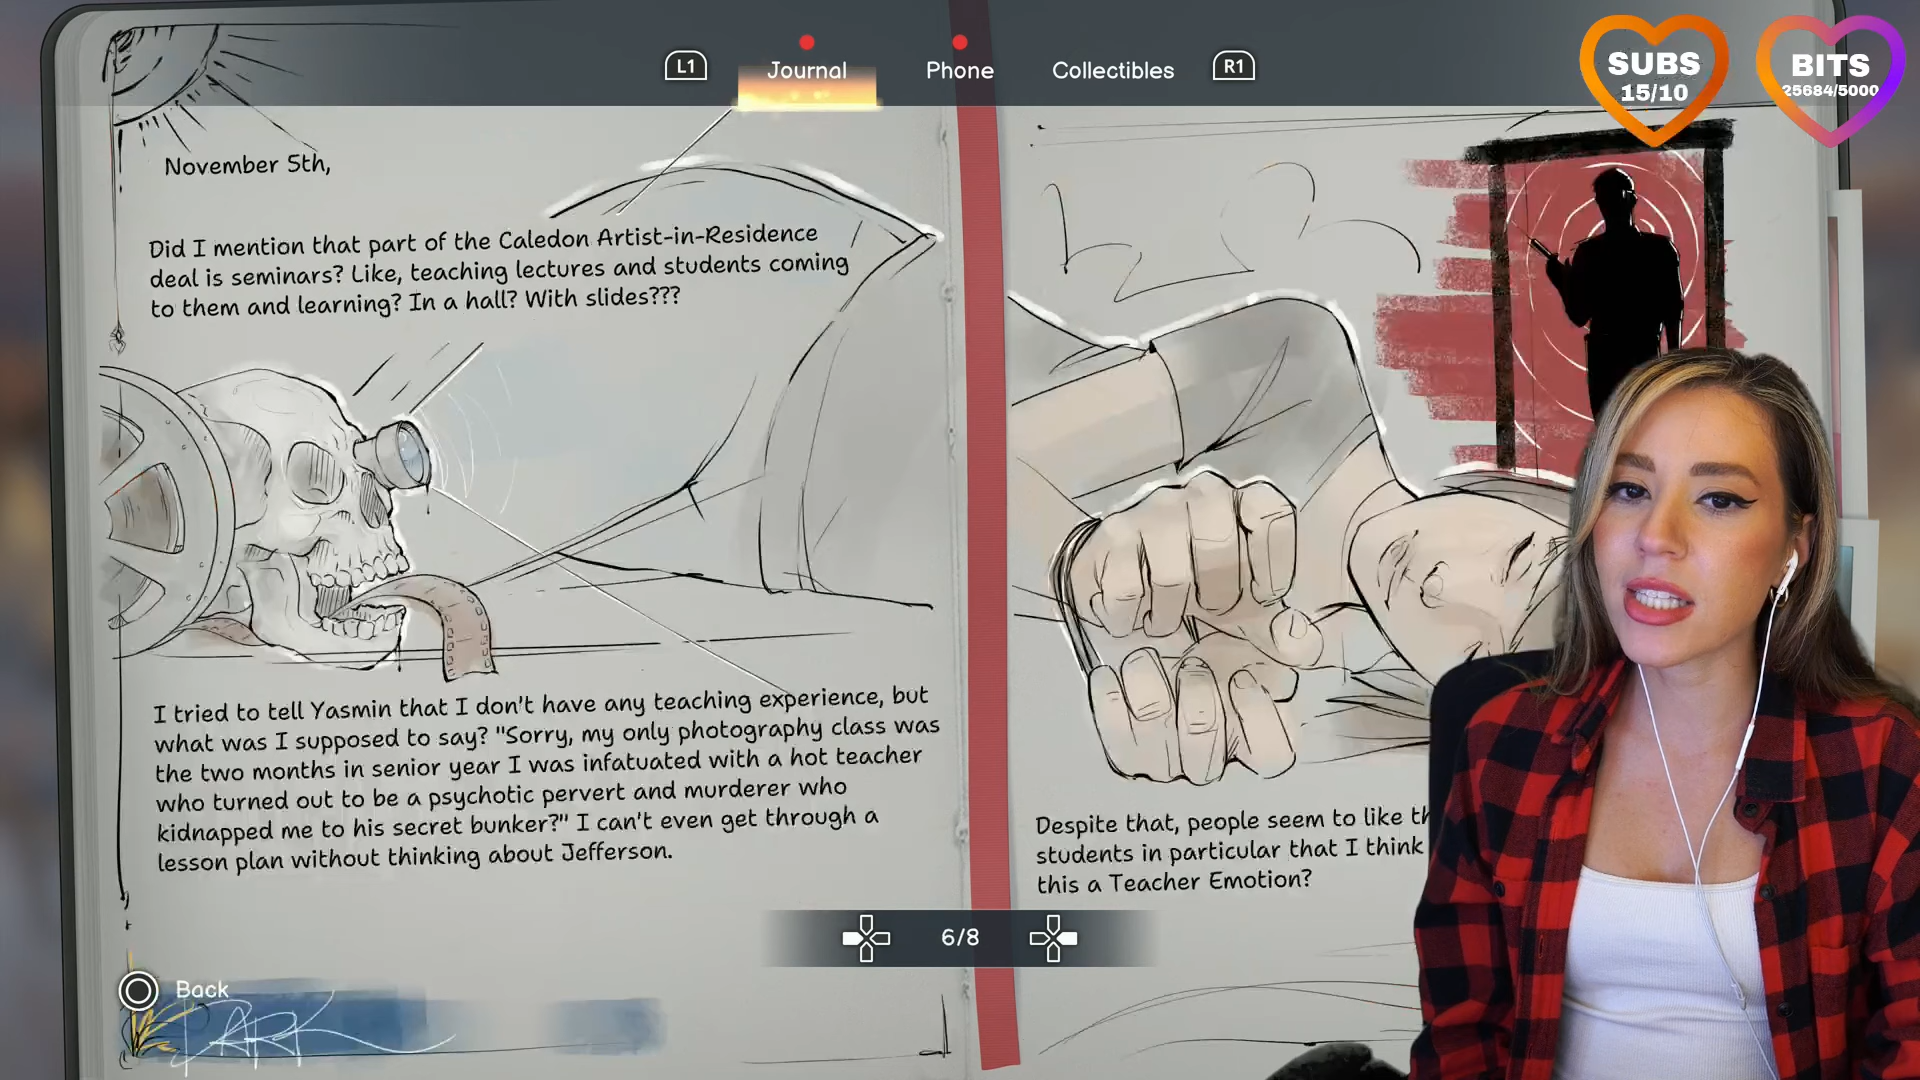 L1
Journal
Phone
Collectibles
R1
SUBS
15/10
BITS
25684/5000
November 5th,
Did I mention that part of the Caledon Artist-in-Residence
deal is seminars? Like, teaching lectures and students coming
to them and learning? In a hall? With slides???
I tried to tell Yasmin that I don't have any teaching experience, but
what was I supposed to say? "Sorry, my only photography class was
the two months in senior year I was infatuated with a hot teacher
who turned out to be a psychotic pervert and murderer who
kidnapped me to his secret bunker?" I can't even get through a
lesson plan without thinking about Jefferson.
Despite that, people seem to like th
students in particular that I think
this a Teacher Emotion?
6/8
Back
DARK